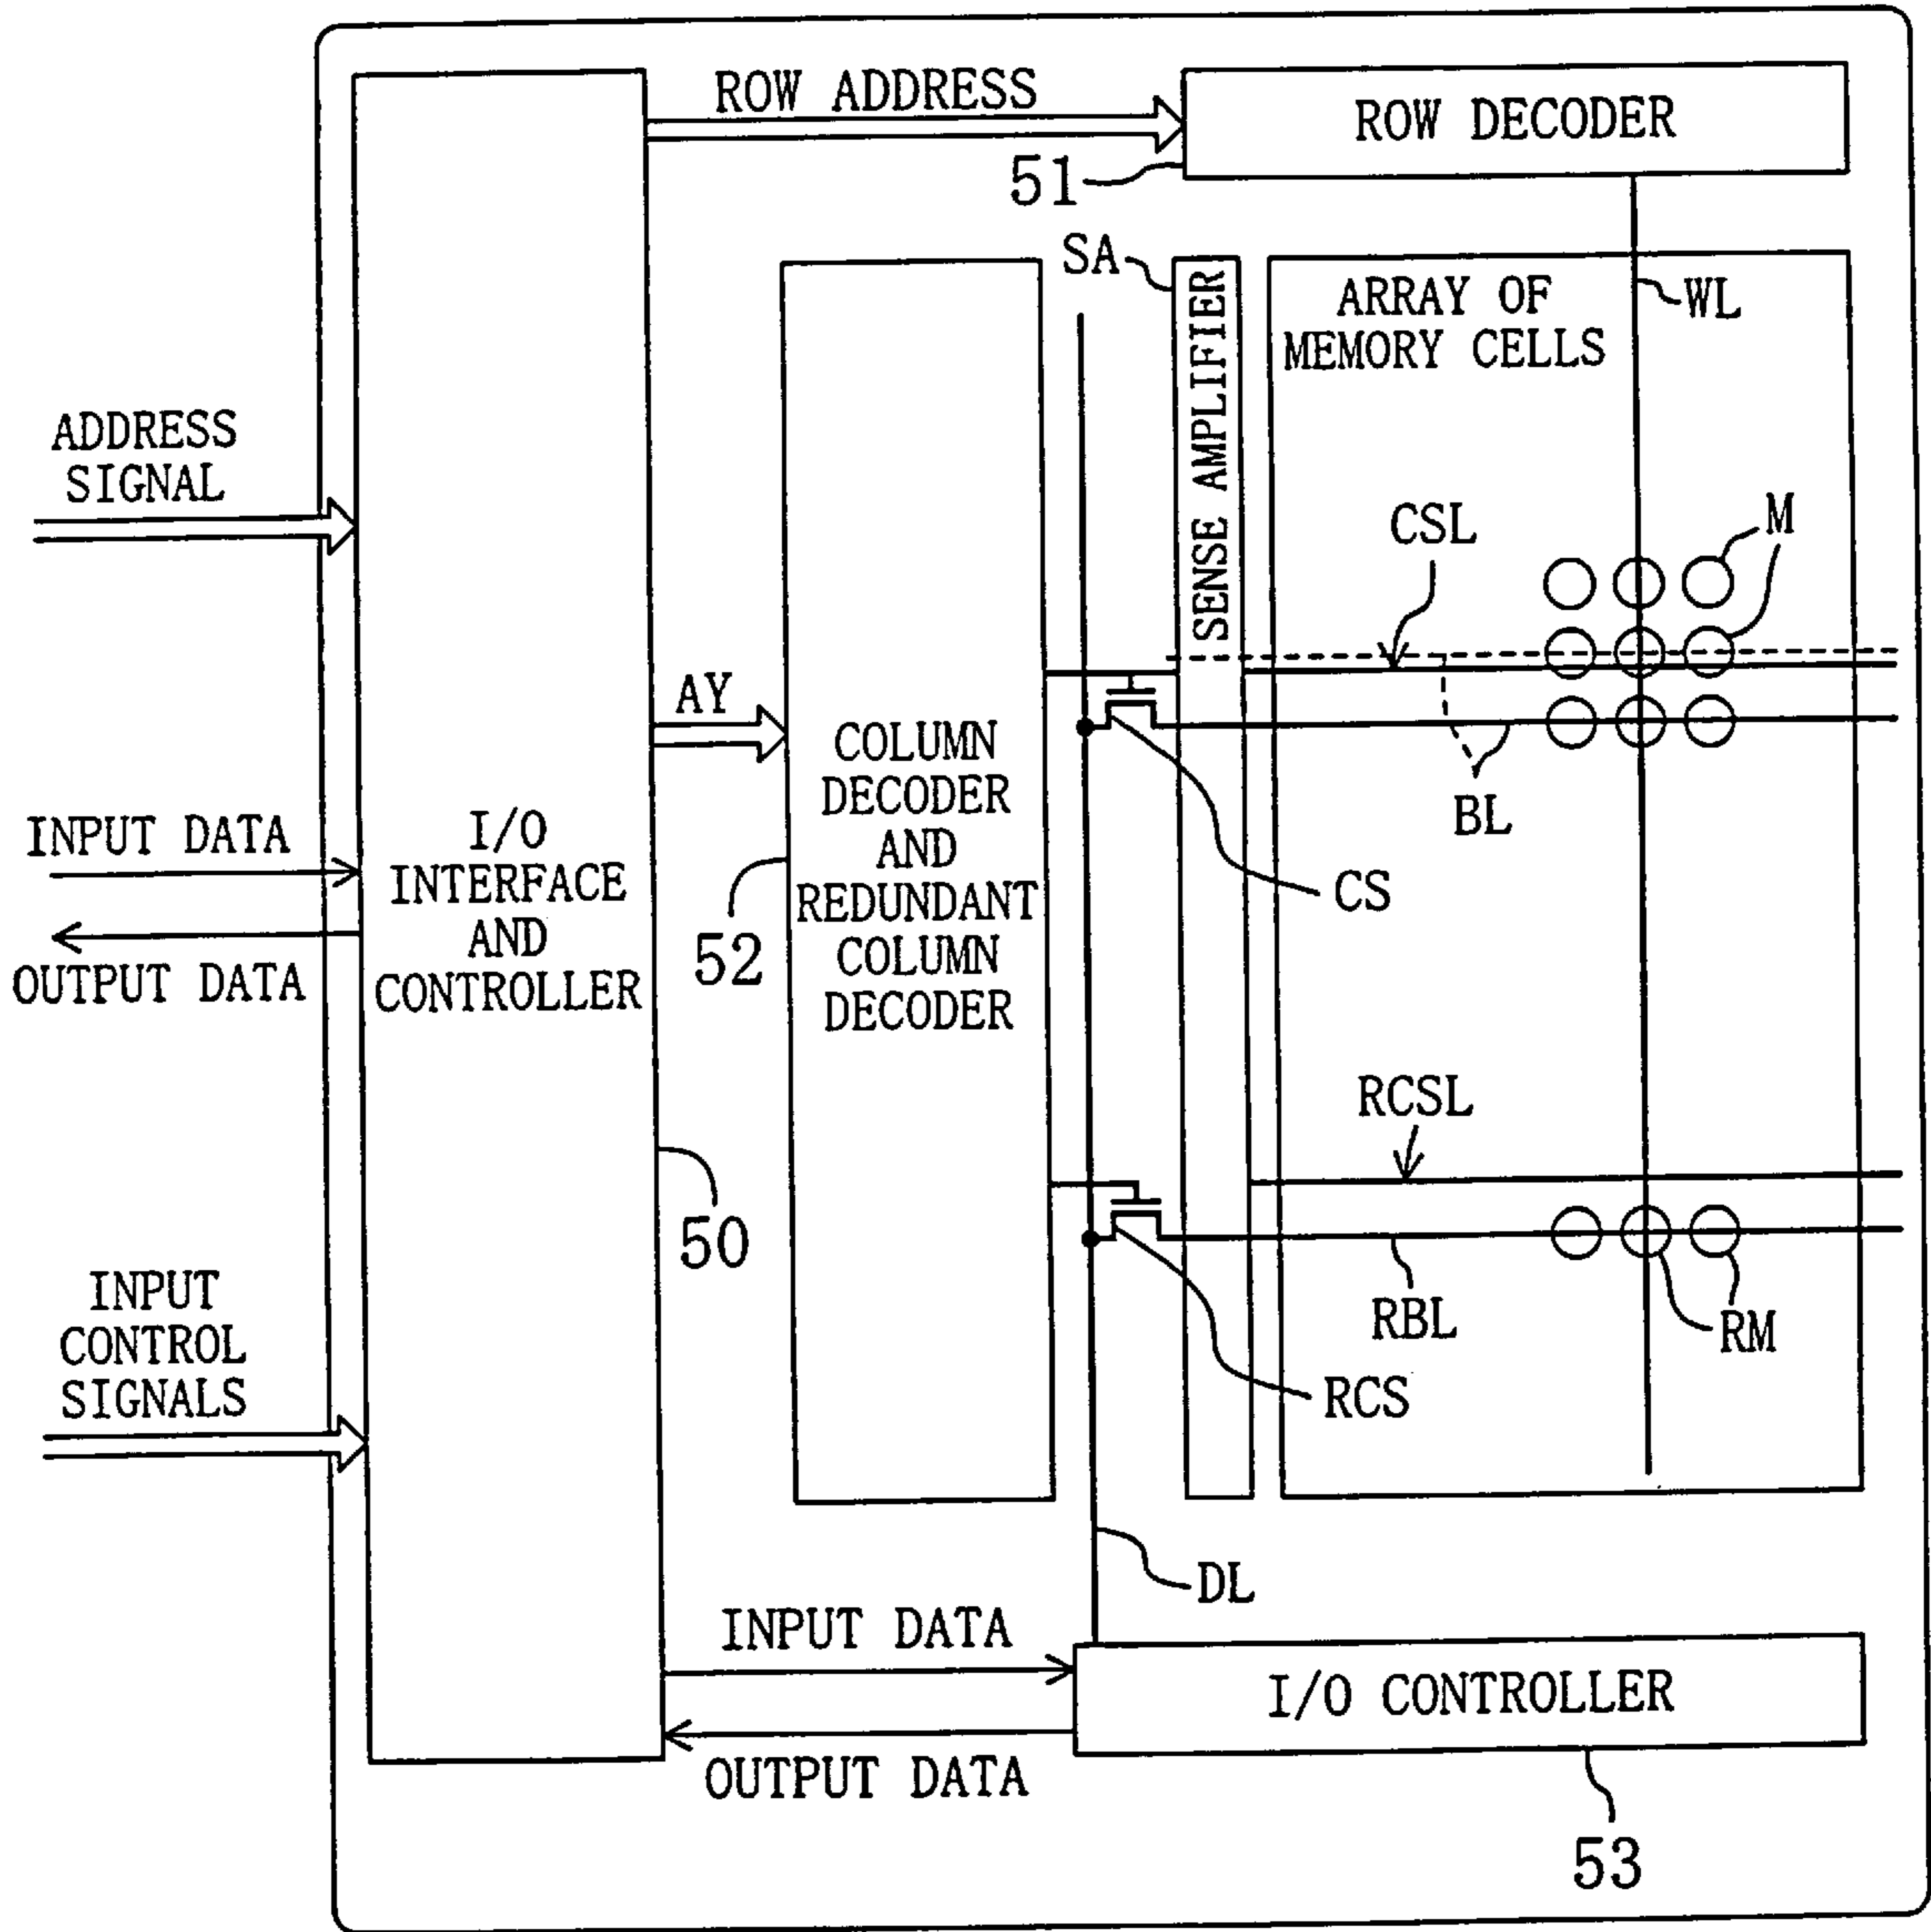 ROW ADDRESS
ROW DECODER
51
SA
SENSE AMPLIFIER
ARRAY OF
MEMORY CELLS
WL
ADDRESS
SIGNAL
CSL
M
AY
BL
COLUMN
DECODER
AND
REDUNDANT
COLUMN
DECODER
52
CS
INPUT DATA
OUTPUT DATA
I/O
INTERFACE
AND
CONTROLLER
50
RCSL
RBL
RM
RCS
INPUT
CONTROL
SIGNALS
DL
INPUT DATA
OUTPUT DATA
I/O CONTROLLER
53